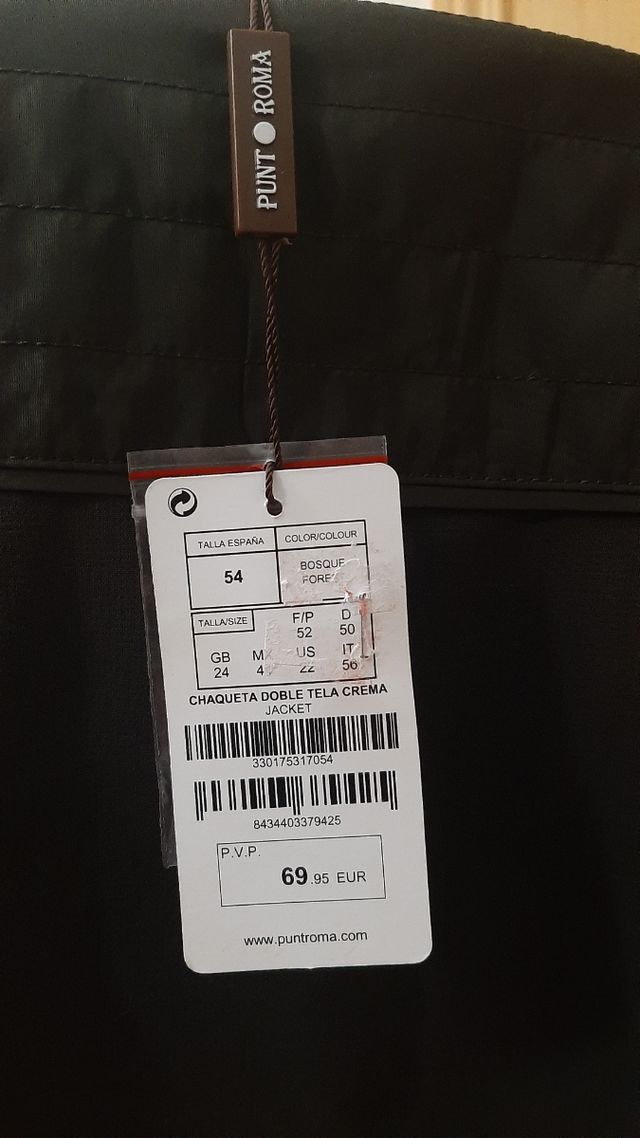 PUNT ROMA
TALLA ESPAÑA COLOR/COLOUR
54 BOSQUE
TALLA/SIZE F/P D
52 50
GB US IT
24 22 56
CHAQUETA DOBLE TELA CREMA
JACKET
330175317054
8434403379425
P.V.P.
69.95 EUR
www.puntroma.com